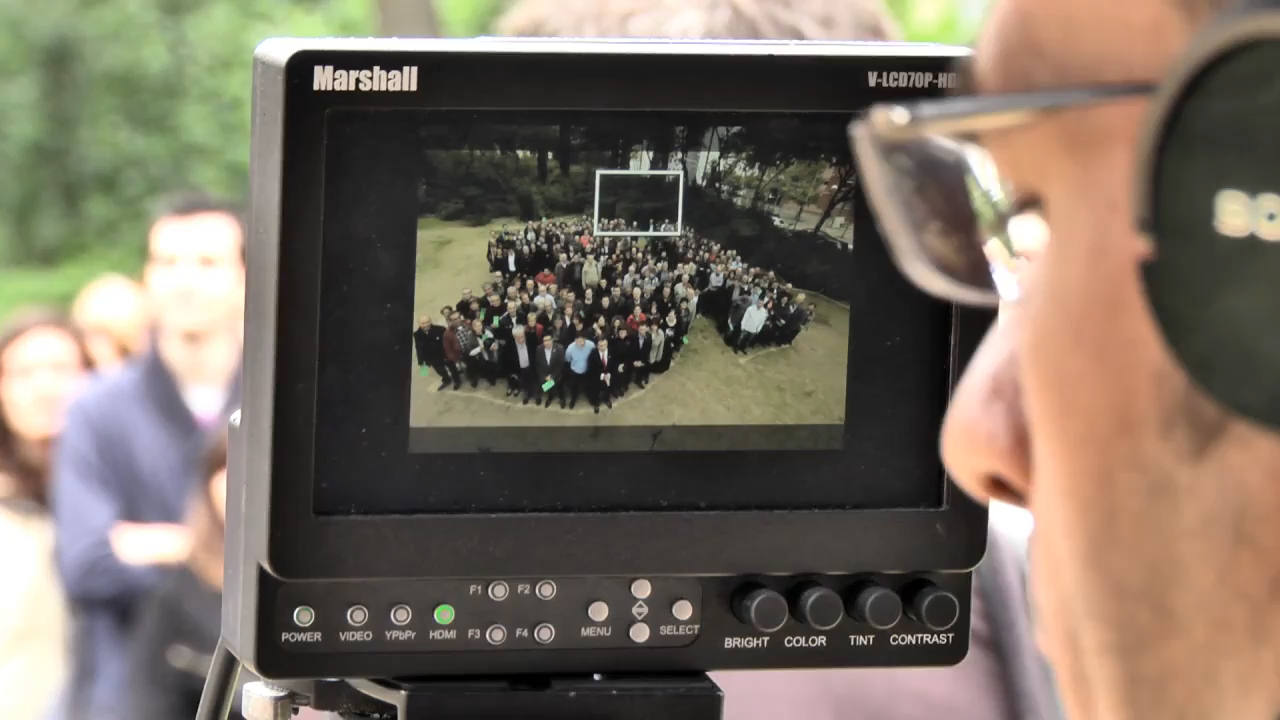 Marshall
V-LCD70P-HD
F1 F2
POWER VIDEO YPbPr HDMI F3 F4 MENU SELECT
BRIGHT COLOR TINT CONTRAST